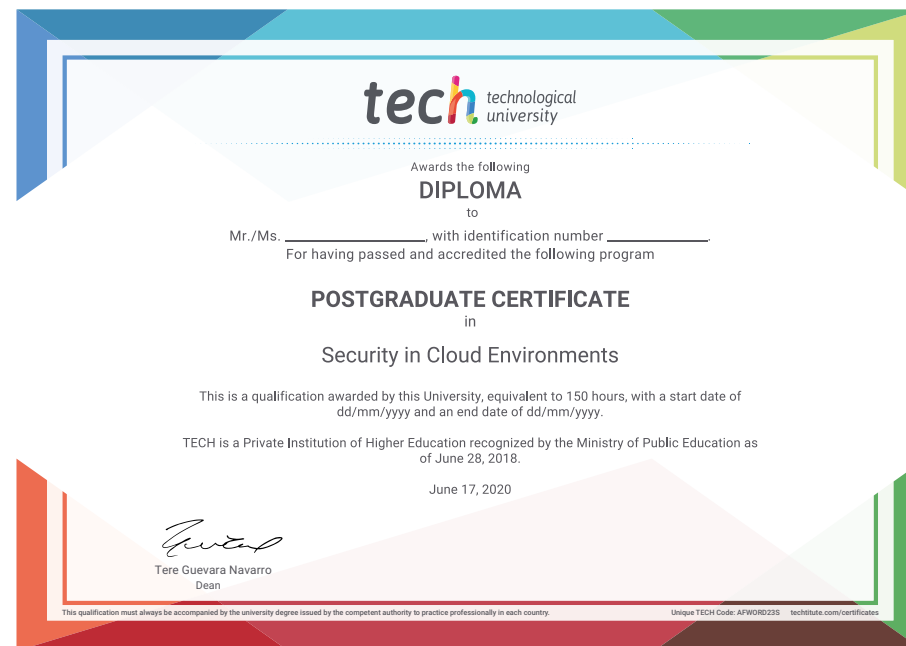 tech technological
university
Awards the following
DIPLOMA
to
Mr./Ms. ____________________, with identification number ______________.
For having passed and accredited the following program
POSTGRADUATE CERTIFICATE
in
Security in Cloud Environments
This is a qualification awarded by this University, equivalent to 150 hours, with a start date of
dd/mm/yyyy and an end date of dd/mm/yyyy.
TECH is a Private Institution of Higher Education recognized by the Ministry of Public Education as
of June 28, 2018.
June 17, 2020
Tere Guevara Navarro
Dean
This qualification must always be accompanied by the university degree issued by the competent authority to practice professionally in each country. Unique TECH Code: AFWORD23S techtitute.com/certificates